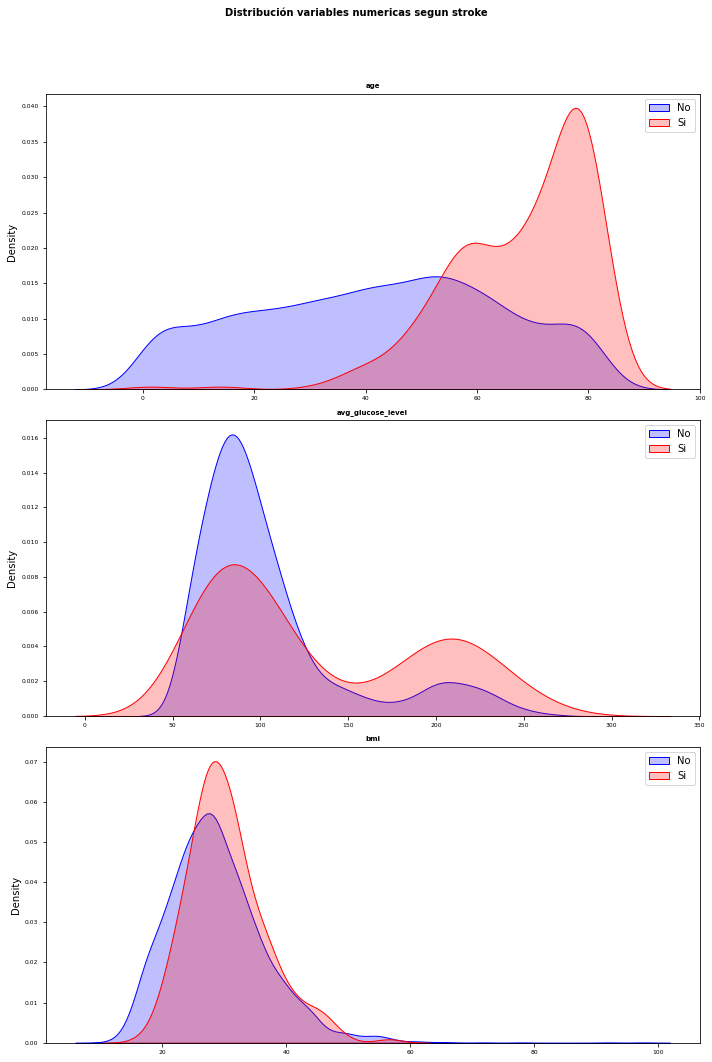 Distribución variables numericas segun stroke
age
No
Si
Density
0.040
0.035
0.030
0.025
0.020
0.015
0.010
0.005
0.000
0 20 40 60 80 100
avg_glucose_level
No
Si
Density
0.016
0.014
0.012
0.010
0.008
0.006
0.004
0.002
0.000
0 50 100 150 200 250 300 350
bmi
No
Si
Density
0.07
0.06
0.05
0.04
0.03
0.02
0.01
0.00
20 40 60 80 100